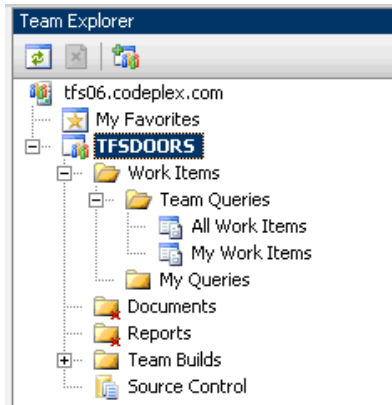 Team Explorer
tfs06.codeplex.com
My Favorites
TFSDOORS
Work Items
Team Queries
All Work Items
My Work Items
My Queries
Documents
Reports
Team Builds
Source Control